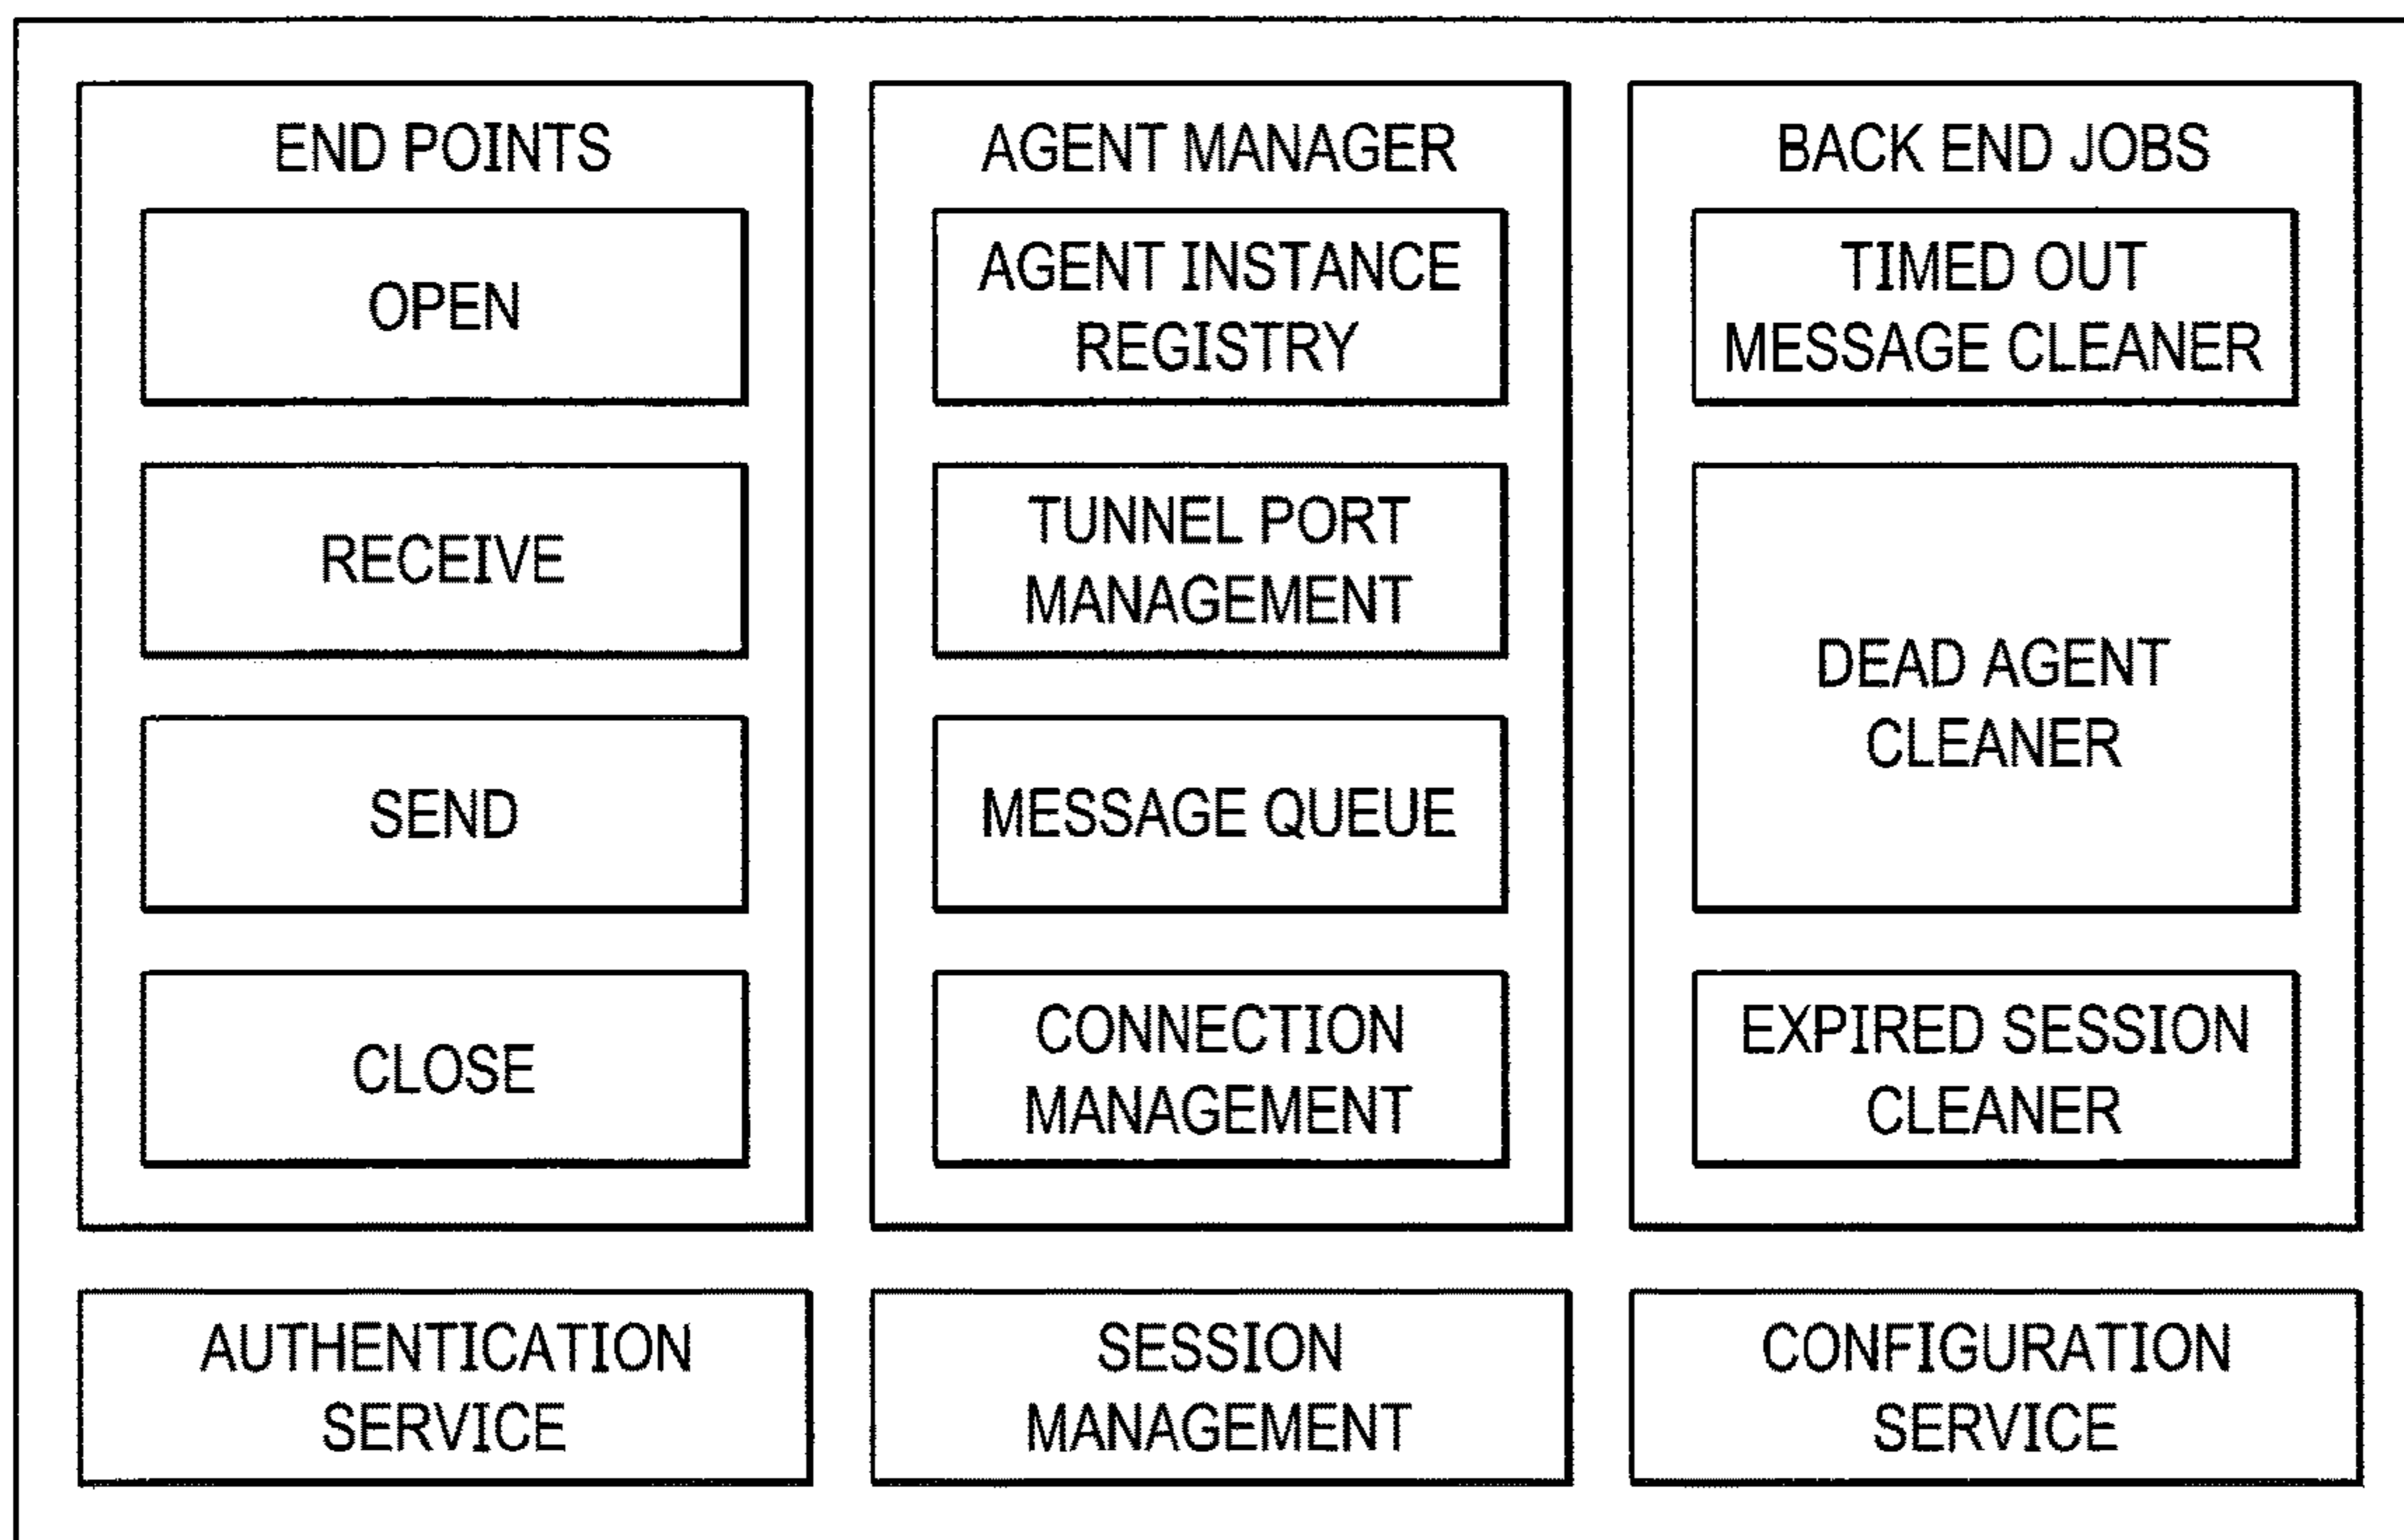 END POINTS
OPEN
RECEIVE
SEND
CLOSE
AGENT MANAGER
AGENT INSTANCE
REGISTRY
TUNNEL PORT
MANAGEMENT
MESSAGE QUEUE
CONNECTION
MANAGEMENT
BACK END JOBS
TIMED OUT
MESSAGE CLEANER
DEAD AGENT
CLEANER
EXPIRED SESSION
CLEANER
AUTHENTICATION
SERVICE
SESSION
MANAGEMENT
CONFIGURATION
SERVICE